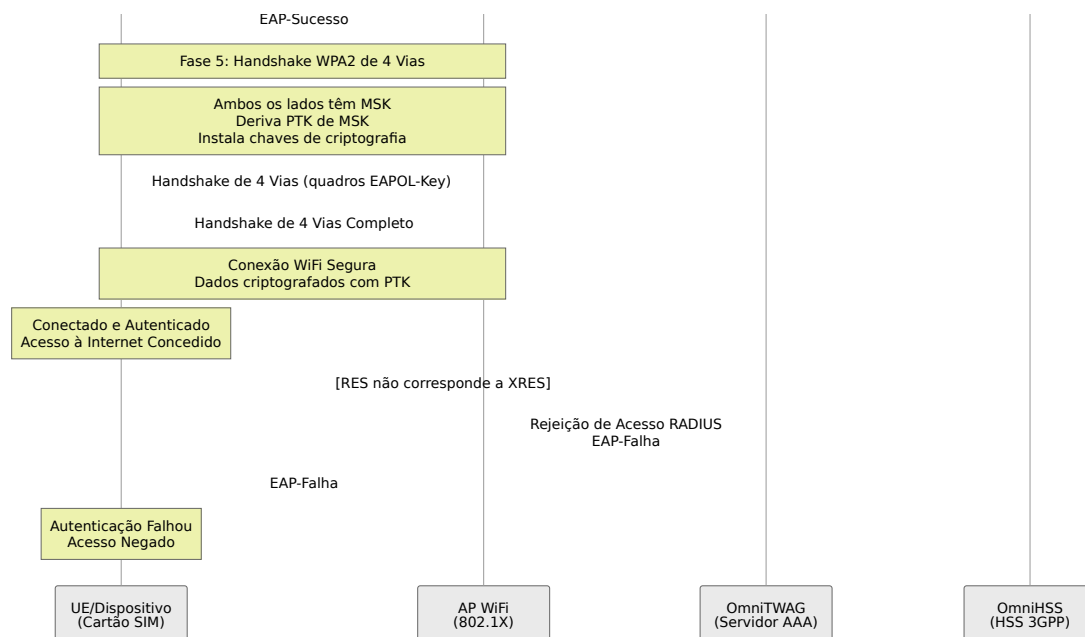 EAP-Sucesso
Fase 5: Handshake WPA2 de 4 Vias
Ambos os lados têm MSK
Deriva PTK de MSK
Instala chaves de criptografia
Handshake de 4 Vias (quadros EAPOL-Key)
Handshake de 4 Vias Completo
Conexão WiFi Segura
Dados criptografados com PTK
Conectado e Autenticado
Acesso à Internet Concedido
[RES não corresponde a XRES]
Rejeição de Acesso RADIUS
EAP-Falha
EAP-Falha
Autenticação Falhou
Acesso Negado
UE/Dispositivo
(Cartão SIM)
AP WiFi
(802.1X)
OmniTWAG
(Servidor AAA)
OmniHSS
(HSS 3GPP)